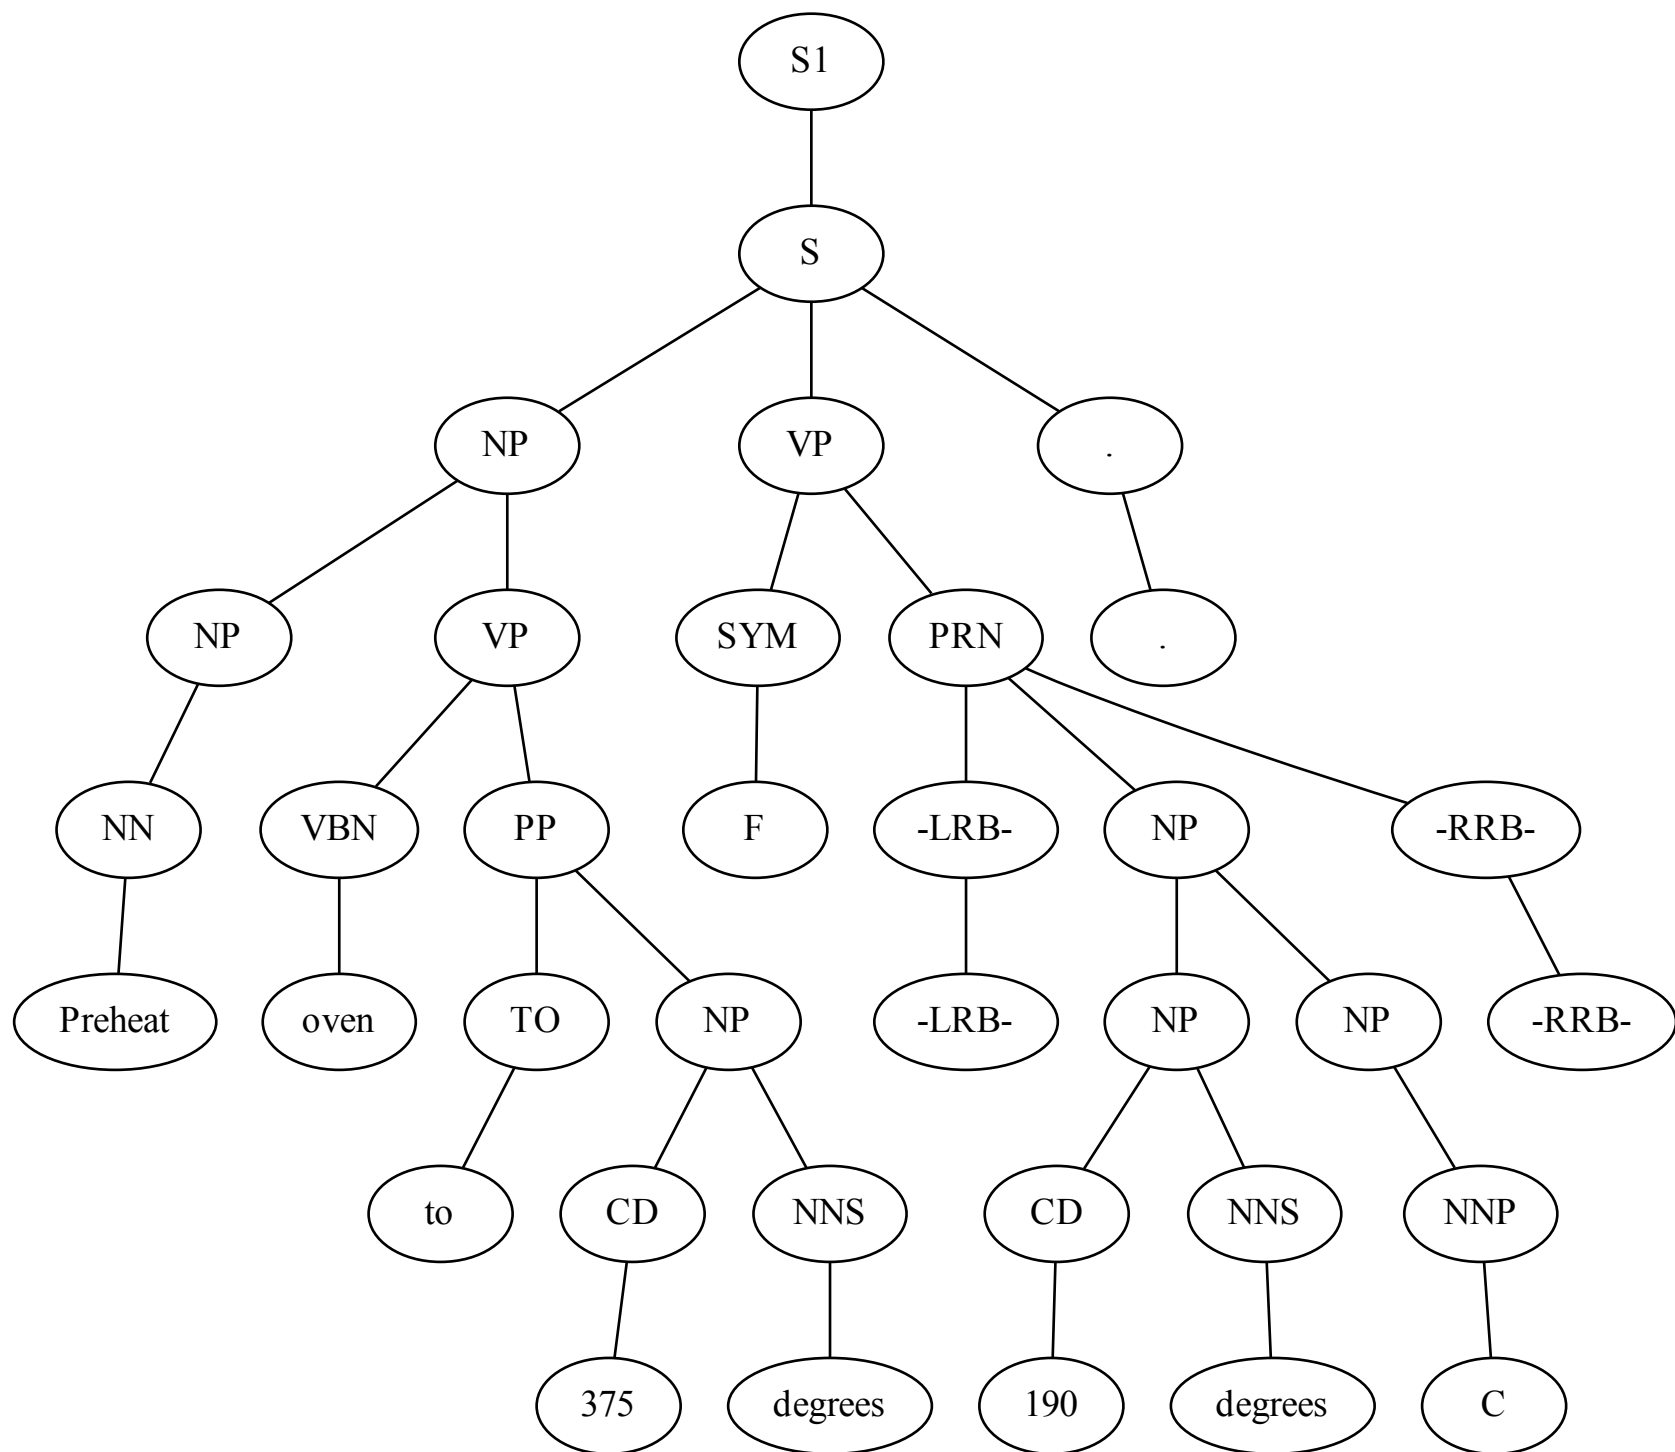 S1
S
NP VP .
NP VP SYM PRN .
NN VBN PP F -LRB- NP -RRB-
Preheat oven TO NP -LRB- NP NP -RRB-
to CD NNS CD NNS NNP
375 degrees 190 degrees C